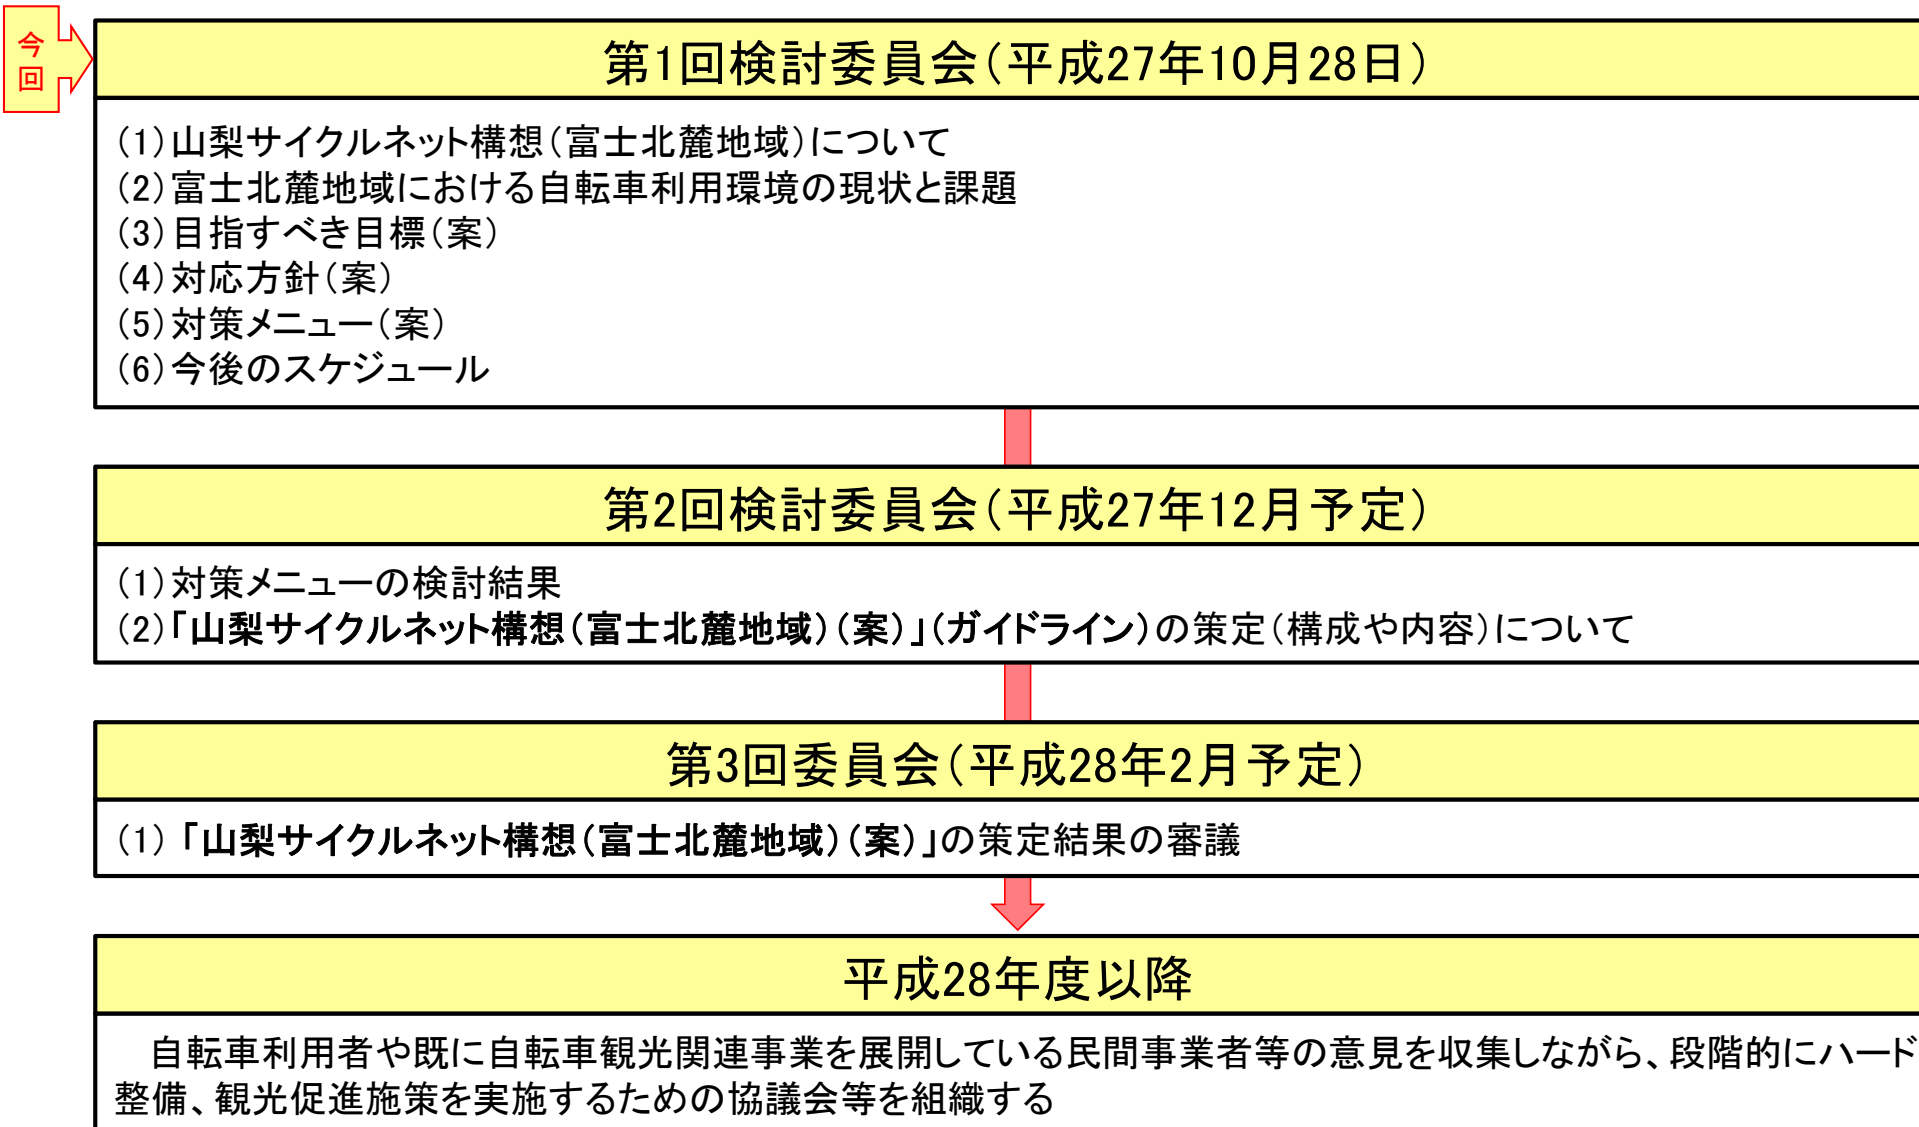 今
回
第1回検討委員会(平成27年10月28日)
(1)山梨サイクルネット構想(富士北麓地域)について
(2)富士北麓地域における自転車利用環境の現状と課題
(3)目指すべき目標(案)
(4)対応方針(案)
(5)対策メニュー(案)
(6)今後のスケジュール
第2回検討委員会(平成27年12月予定)
(1)対策メニューの検討結果
(2)「山梨サイクルネット構想(富士北麓地域)(案)」(ガイドライン)の策定(構成や内容)について
第3回委員会(平成28年2月予定)
(1)「山梨サイクルネット構想(富士北麓地域)(案)」の策定結果の審議
平成28年度以降
自転車利用者や既に自転車観光関連事業を展開している民間事業者等の意見を収集しながら、段階的にハード
整備、観光促進施策を実施するための協議会等を組織する